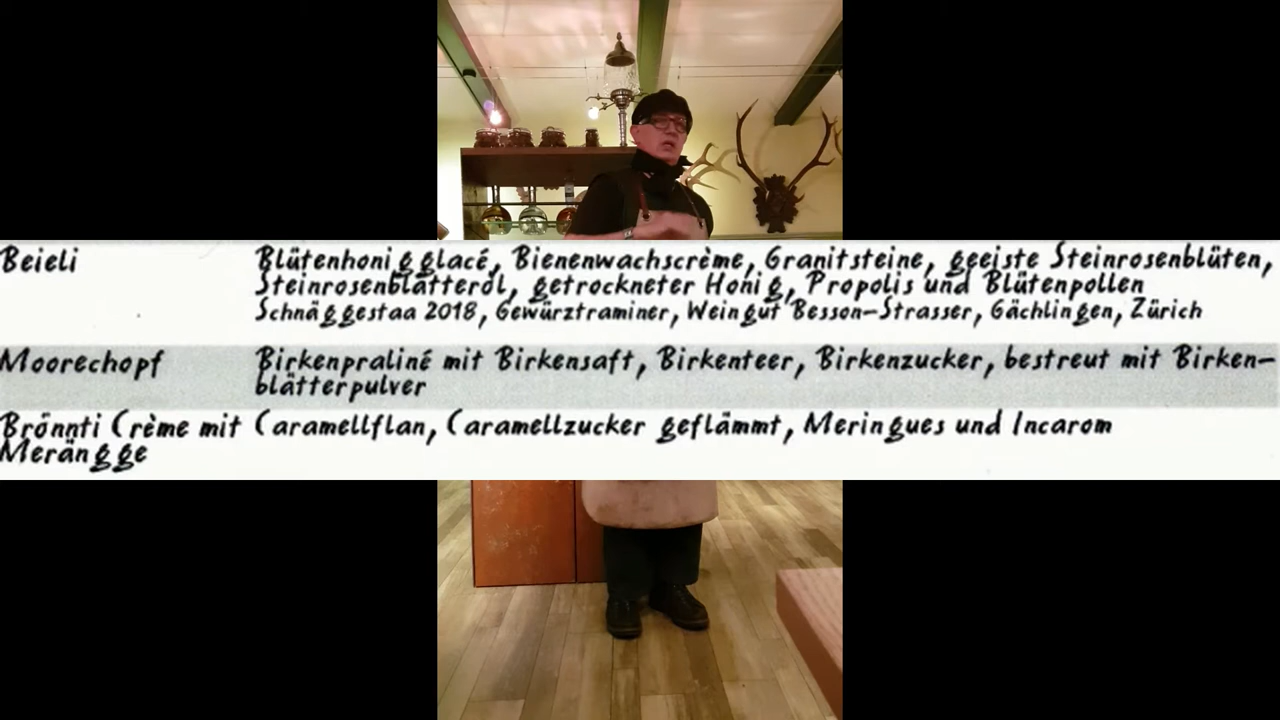 Beieli Blütenhonigglacé, Bienenwachscrème, Granitsteine, geeiste Steinrosenblüten,
Steinrosenblätteröl, getrockneter Honig, Propolis und Blütenpollen
Schnäggestaa 2018, Gewürztraminer, Weingut Besson-Strasser, Gächlingen, Zürich
Moorechopf Birkenpraliné mit Birkensaft, Birkenteer, Birkenzucker, bestreut mit Birken-
blätterpulver
Brönnti Crème mit Caramellflan, Caramellzucker geflämmt, Meringues und Incarom
Merängge